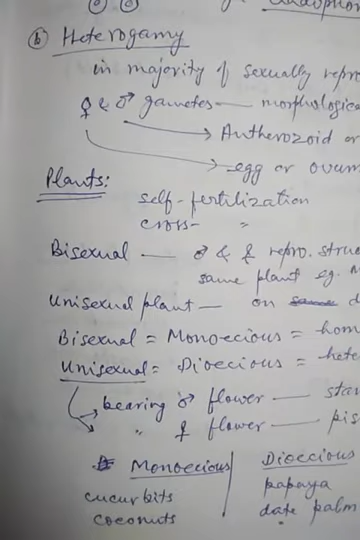 (b) Heterogamy
in majority of sexually repro
♀ & ♂ gametes — morphologica
→ Antherozoid or
→ egg or ovum
Plants:
self-fertilization
cross- "
Bisexual — ♂ & ♀ repro. struc
same plant eg.
Unisexual plant — on same d
Bisexual = Monoecious = hom
Unisexual = Dioecious = hete
→ bearing ♂ flower — sta
→ " ♀ flower — pis
Monoecious | Dioecious
cucurbits | papaya
coconuts | date palm